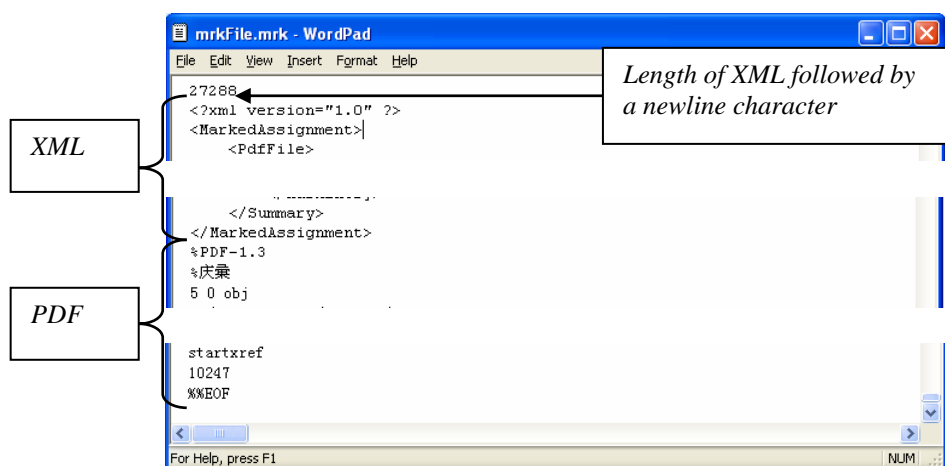 mrkFile.mrk - WordPad
File Edit View Insert Format Help
Length of XML followed by
a newline character
27288
<?xml version="1.0" ?>
<MarkedAssignment>
<PdfFile>
XML
</Summary>
</MarkedAssignment>
%PDF-1.3
%庆彙
5 0 obj
PDF
startxref
10247
%%EOF
For Help, press F1
NUM